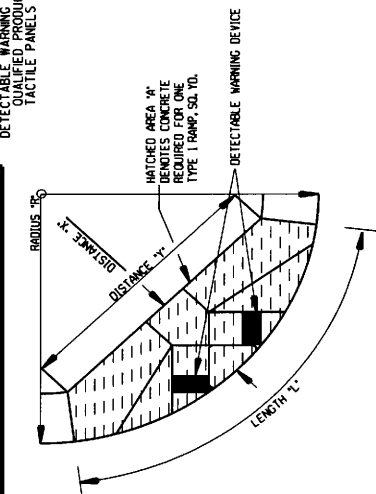 DETECTABLE WARNING
QUALIFIED PRODUC
TACTILE PANELS
RADIUS "R"
DISTANCE "X"
DISTANCE "Y"
HATCHED AREA "A"
DENOTES CONCRETE
REQUIRED FOR ONE
TYPE 1 RAMP, SQ. YD.
DETECTABLE WARNING DEVICE
LENGTH "L"